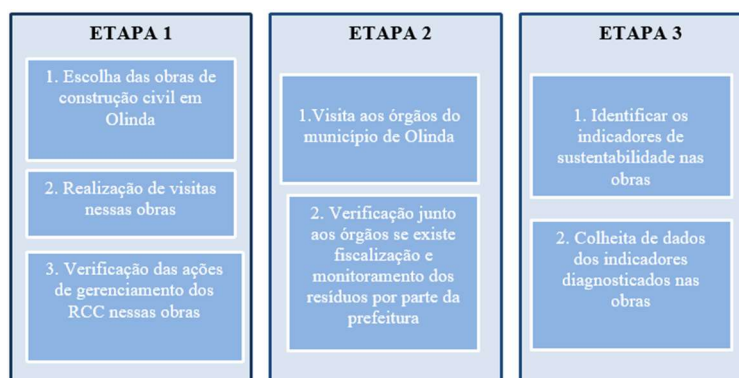 ETAPA 1
1. Escolha das obras de
construção civil em
Olinda
2. Realização de visitas
nessas obras
3. Verificação das ações
de gerenciamento dos
RCC nessas obras
ETAPA 2
1.Visita aos órgãos do
município de Olinda
2. Verificação junto
aos órgãos se existe
fiscalização e
monitoramento dos
resíduos por parte da
prefeitura
ETAPA 3
1. Identificar os
indicadores de
sustentabilidade nas
obras
2. Colheita de dados
dos indicadores
diagnosticados nas
obras